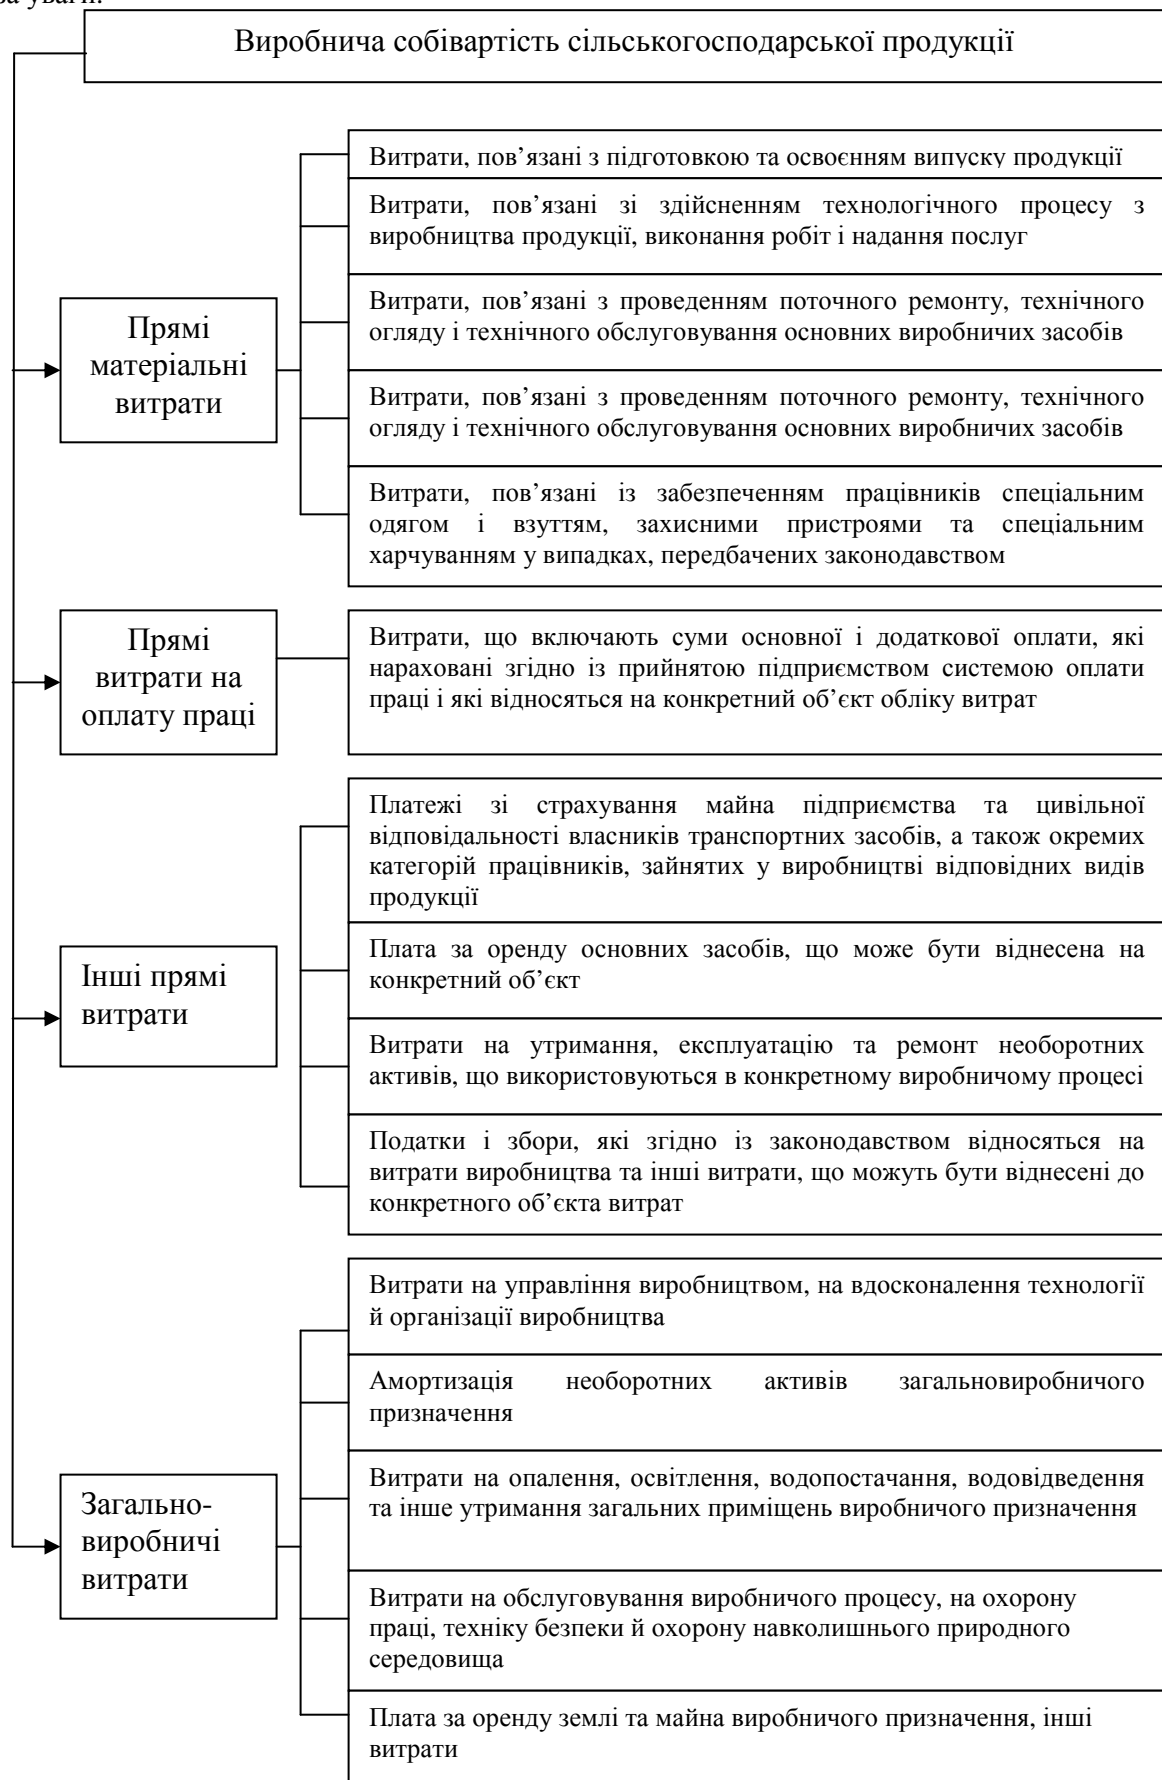 ва уваги.
Виробнича собівартість сільськогосподарської продукції
Прямі
матеріальні
витрати
Витрати, пов’язані з підготовкою та освоєнням випуску продукції
Витрати, пов’язані зі здійсненням технологічного процесу з
виробництва продукції, виконання робіт і надання послуг
Витрати, пов’язані з проведенням поточного ремонту, технічного
огляду і технічного обслуговування основних виробничих засобів
Витрати, пов’язані з проведенням поточного ремонту, технічного
огляду і технічного обслуговування основних виробничих засобів
Витрати, пов’язані із забезпеченням працівників спеціальним
одягом і взуттям, захисними пристроями та спеціальним
харчуванням у випадках, передбачених законодавством
Прямі
витрати на
оплату праці
Витрати, що включають суми основної і додаткової оплати, які
нараховані згідно із прийнятою підприємством системою оплати
праці і які відносяться на конкретний об’єкт обліку витрат
Інші прямі
витрати
Платежі зі страхування майна підприємства та цивільної
відповідальності власників транспортних засобів, а також окремих
категорій працівників, зайнятих у виробництві відповідних видів
продукції
Плата за оренду основних засобів, що може бути віднесена на
конкретний об’єкт
Витрати на утримання, експлуатацію та ремонт необоротних
активів, що використовуються в конкретному виробничому процесі
Податки і збори, які згідно із законодавством відносяться на
витрати виробництва та інші витрати, що можуть бути віднесені до
конкретного об’єкта витрат
Загально-
виробничі
витрати
Витрати на управління виробництвом, на вдосконалення технології
й організації виробництва
Амортизація необоротних активів загальновиробничого
призначення
Витрати на опалення, освітлення, водопостачання, водовідведення
та інше утримання загальних приміщень виробничого призначення
Витрати на обслуговування виробничого процесу, на охорону
праці, техніку безпеки й охорону навколишнього природного
середовища
Плата за оренду землі та майна виробничого призначення, інші
витрати